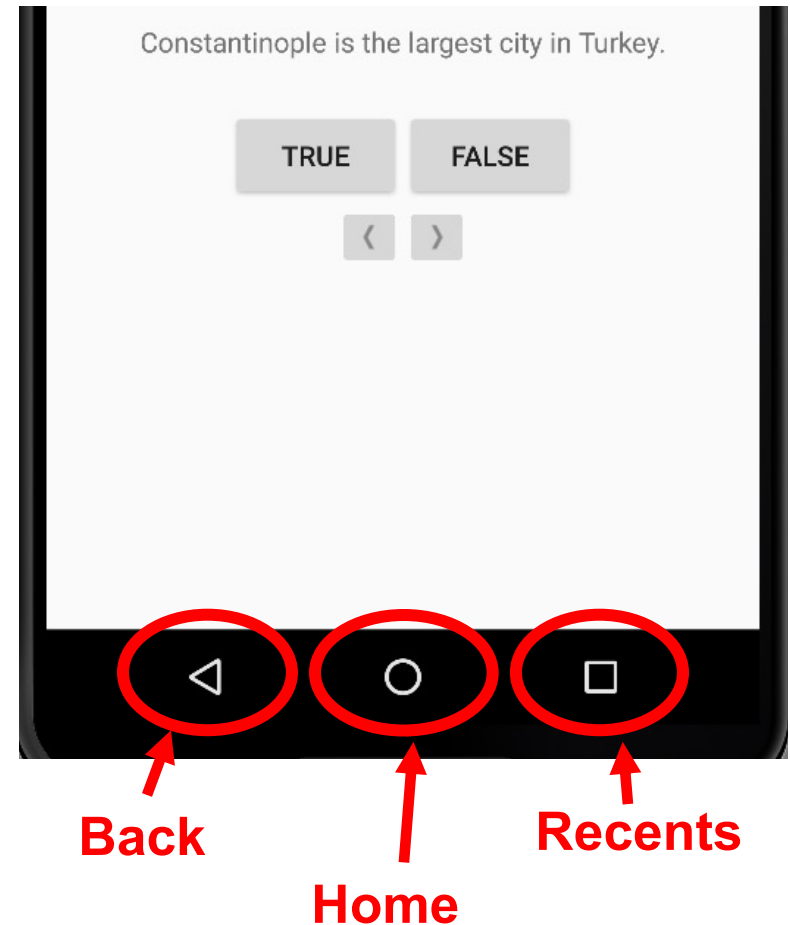 Constantinople is the largest city in Turkey.
TRUE FALSE
Back
Recents
Home